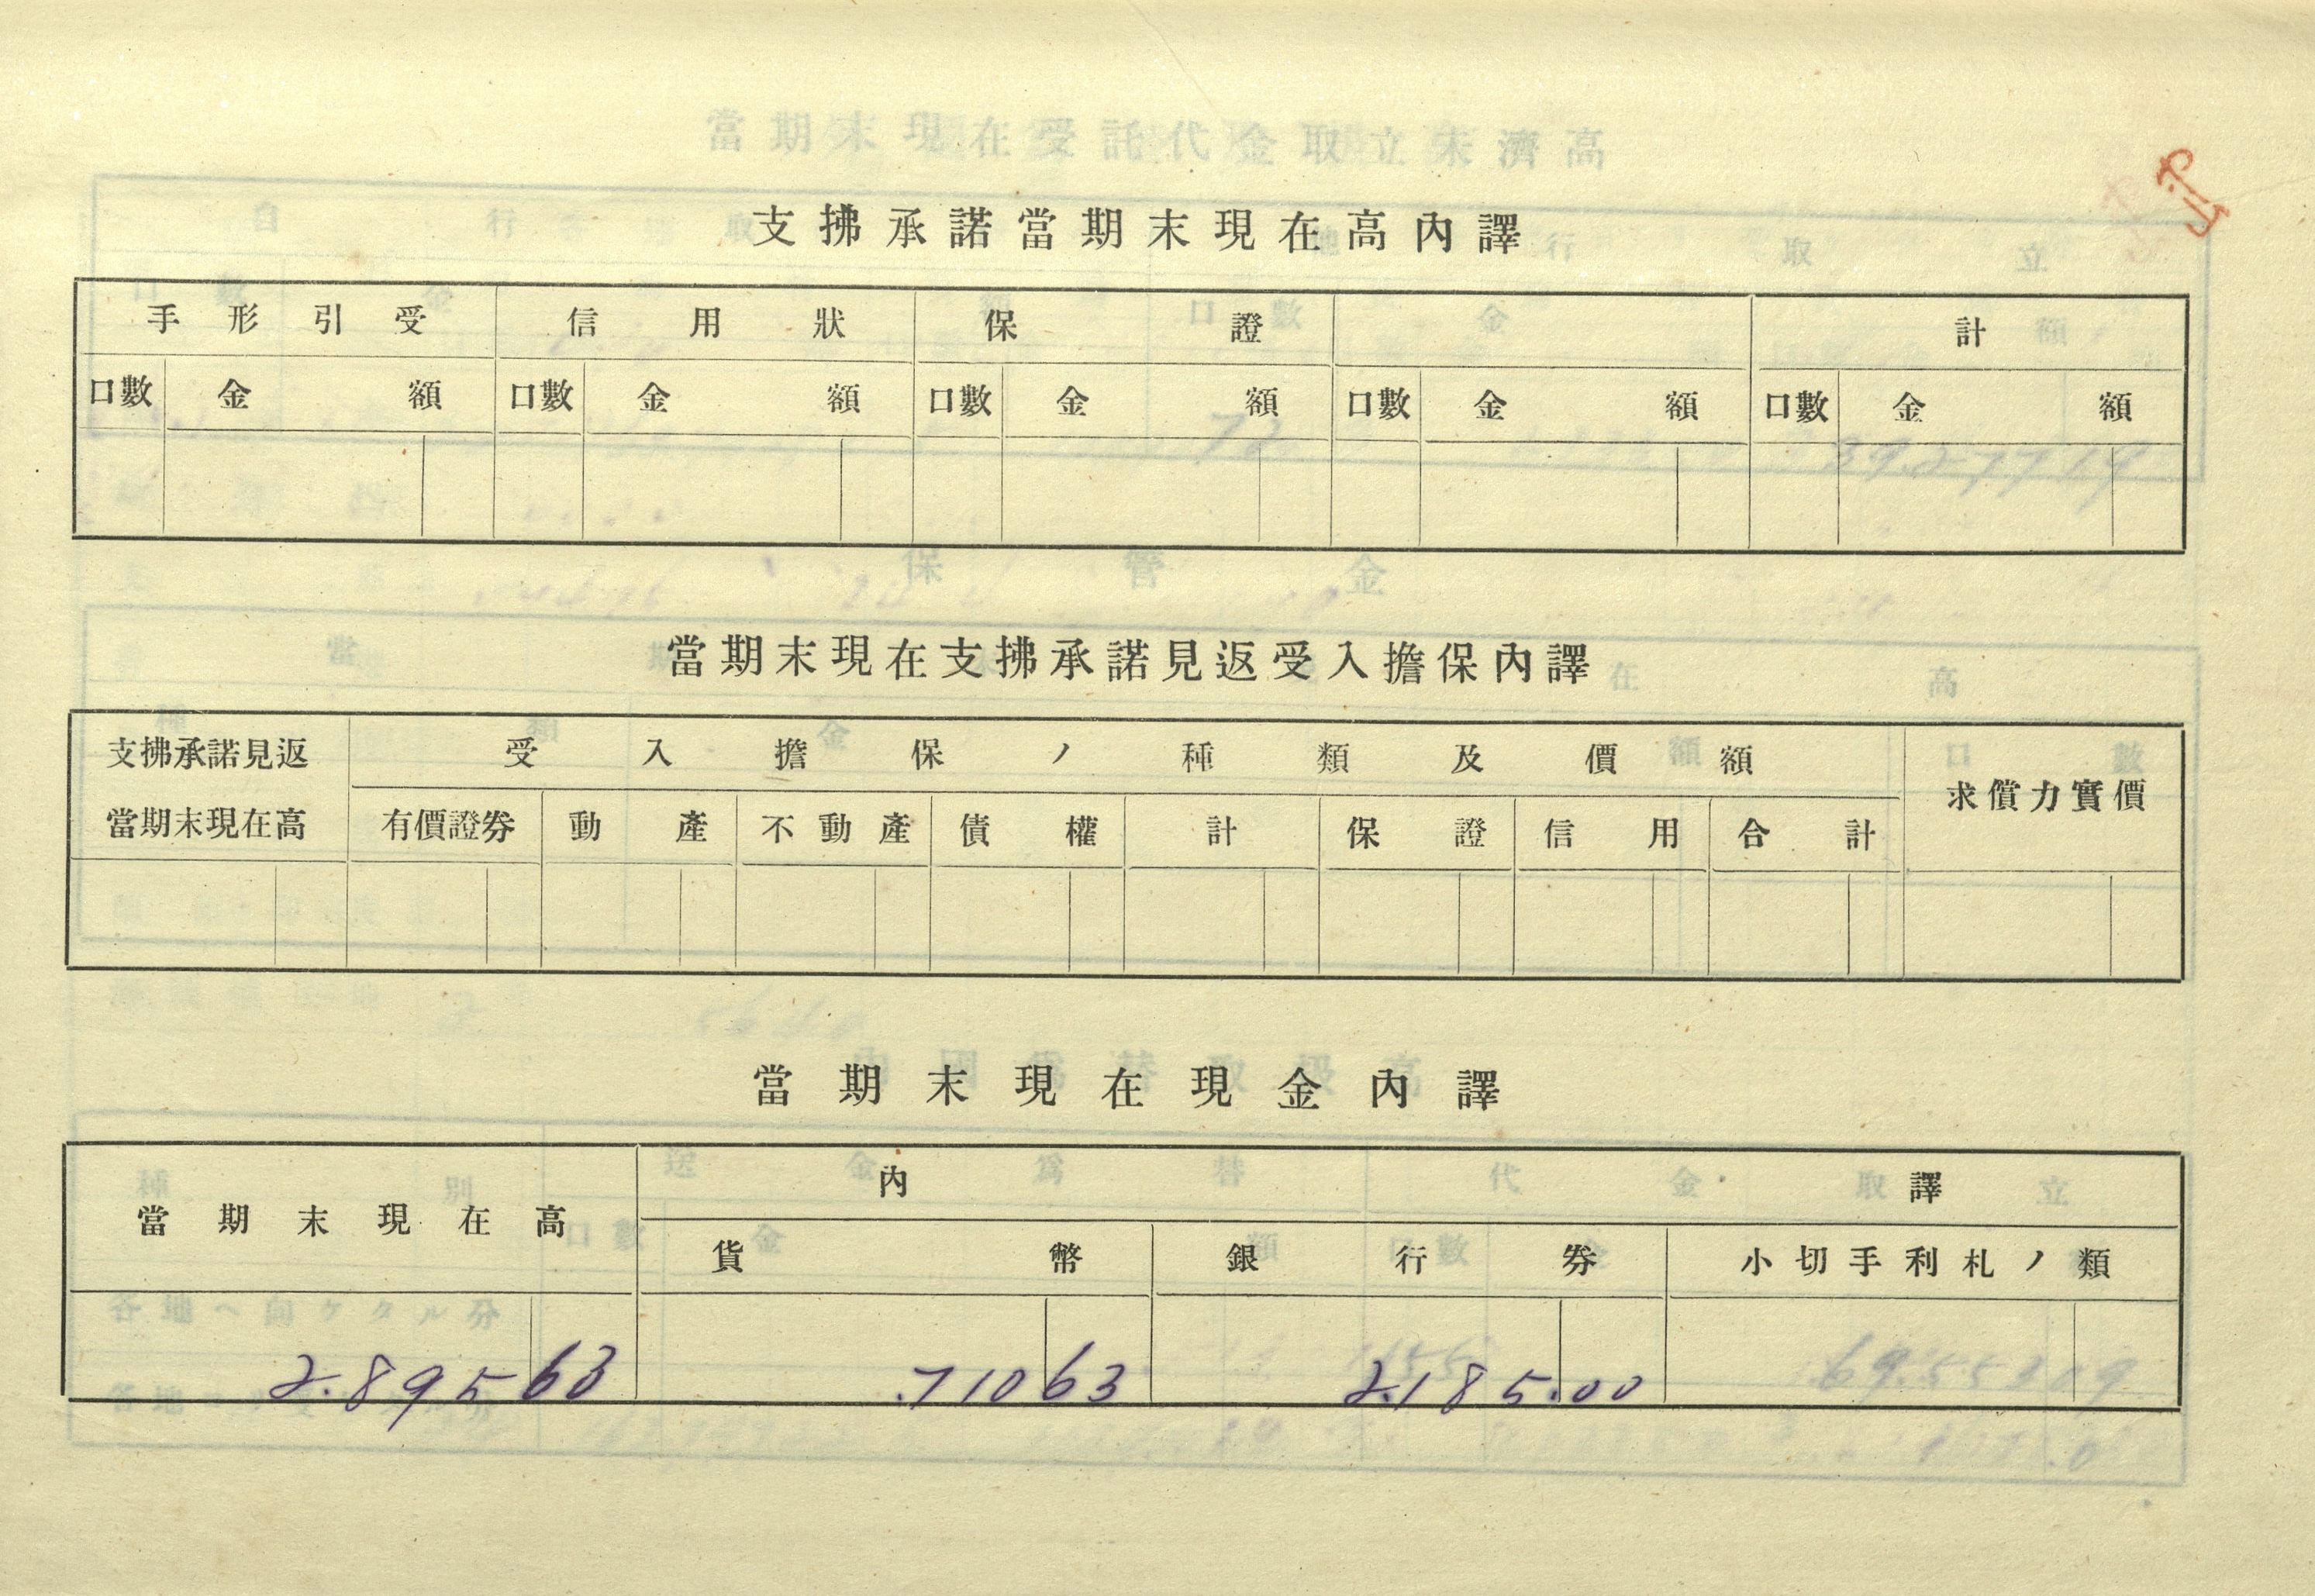 支拂承諾當期末現在高內譯
手形引受 信用狀 保證 計
口數 金額 口數 金額 口數 金額 口數 金額 口數 金額
當期末現在支拂承諾見返受入擔保內譯
支拂承諾見返 受入擔保ノ種類及價額 求償力實價
當期末現在高 有價證券 動產 不動產 債權 計 保證 信用 合計
當期末現在現金內譯
當期末現在高 內譯
貨幣 銀行券 小切手利札ノ類
2.895 63 710 63 2.185.00